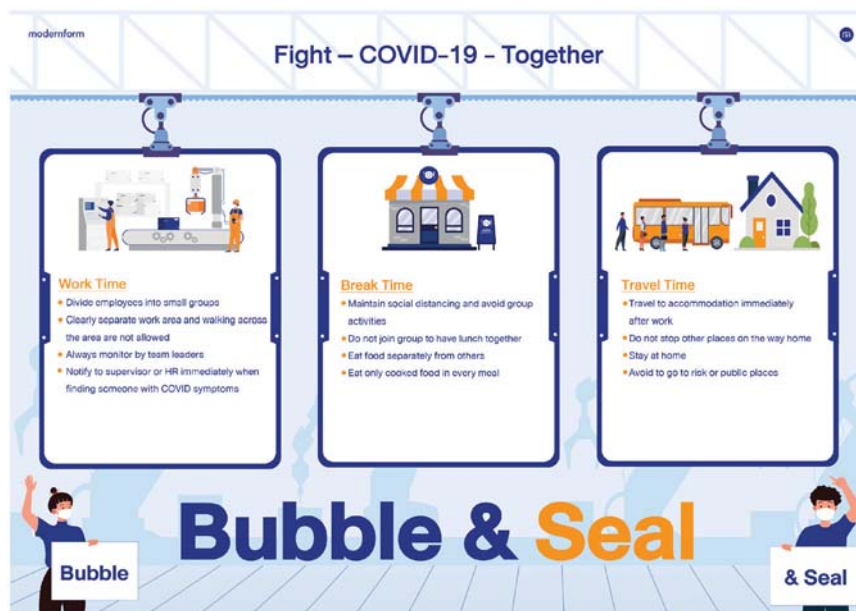 modernform
Fight – COVID-19 - Together
m
Work Time
• Divide employees into small groups
• Clearly separate work area and walking across
the area are not allowed
• Always monitor by team leaders
• Notify to supervisor or HR immediately when
finding someone with COVID symptoms
Break Time
• Maintain social distancing and avoid group
activities
• Do not join group to have lunch together
• Eat food separately from others
• Eat only cooked food in every meal
Travel Time
• Travel to accommodation immediately
after work
• Do not stop other places on the way home
• Stay at home
• Avoid to go to risk or public places
Bubble & Seal
Bubble
& Seal